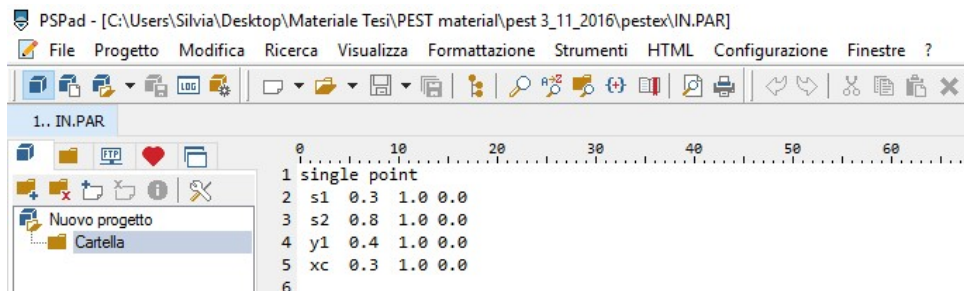 PSPad - [C:\Users\Silvia\Desktop\Materiale Tesi\PEST material\pest 3_11_2016\pestex\IN.PAR]
File Progetto Modifica Ricerca Visualizza Formattazione Strumenti HTML Configurazione Finestre ?
LOG
1.. IN.PAR
FTP
0 10 20 30 40 50 60
1 single point
2 s1 0.3 1.0 0.0
3 s2 0.8 1.0 0.0
4 y1 0.4 1.0 0.0
5 xc 0.3 1.0 0.0
6
Nuovo progetto
Cartella